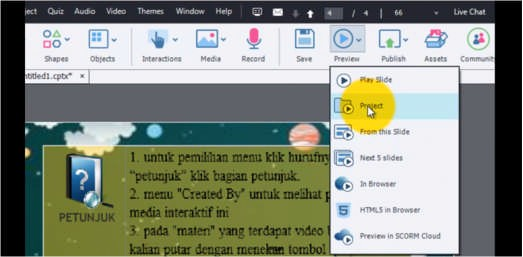 ect Quiz Audio Video Themes Window Help 4 / 4 66 Live Chat
Shapes Objects Interactions Media Record Save Preview Publish Assets Communit
ntitled1.cptx* ×
Play Slide
Project
From this Slide
Next 5 slides
In Browser
HTML5 in Browser
Preview in SCORM Cloud
PETUNJUK
1. untuk pemilihan menu klik hurufny
"petunjuk" klik bagian petunjuk.
2. menu "Created By" untuk melihat p
media interaktif ini
3. pada "materi" yang terdapat video
kalian putar dengan menekan tombol